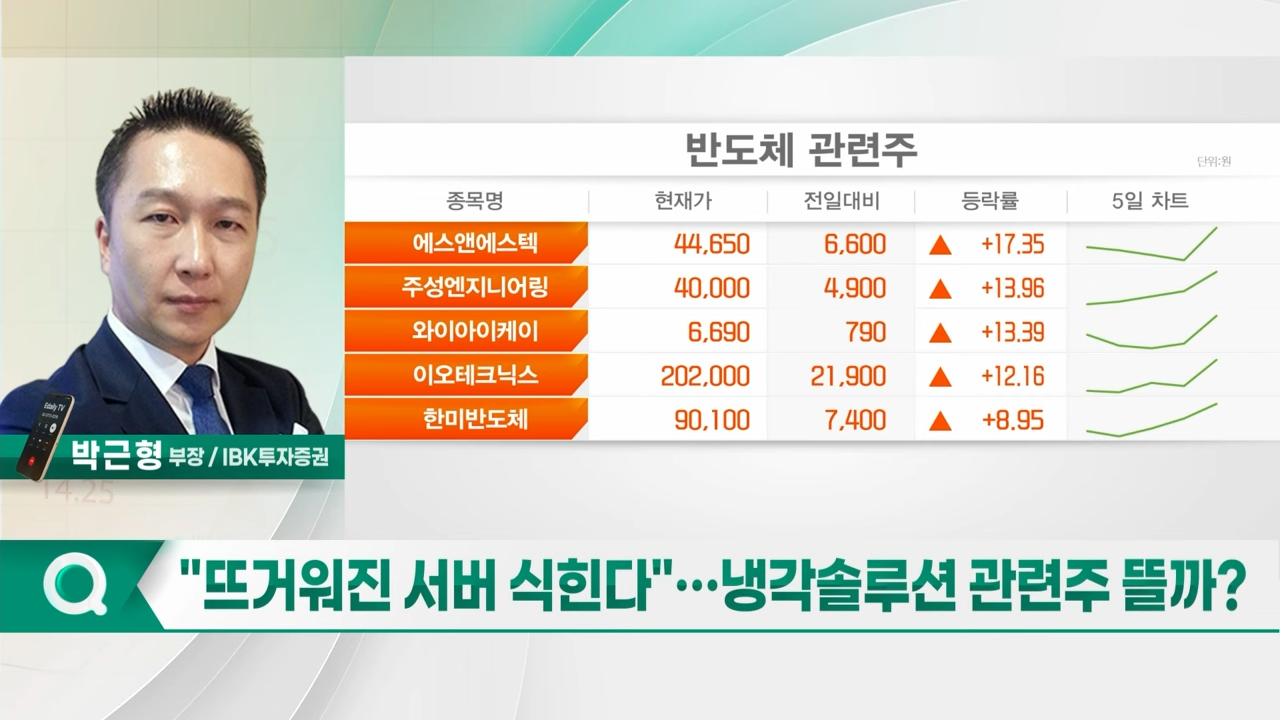 반도체 관련주
단위:원
종목명 현재가 전일대비 등락률 5일 차트
에스앤에스텍 44,650 6,600 ▲ +17.35
주성엔지니어링 40,000 4,900 ▲ +13.96
와이아이케이 6,690 790 ▲ +13.39
이오테크닉스 202,000 21,900 ▲ +12.16
한미반도체 90,100 7,400 ▲ +8.95
Edaily TV
박근형 부장 / IBK투자증권
14.25
"뜨거워진 서버 식힌다"…냉각솔루션 관련주 뜰까?